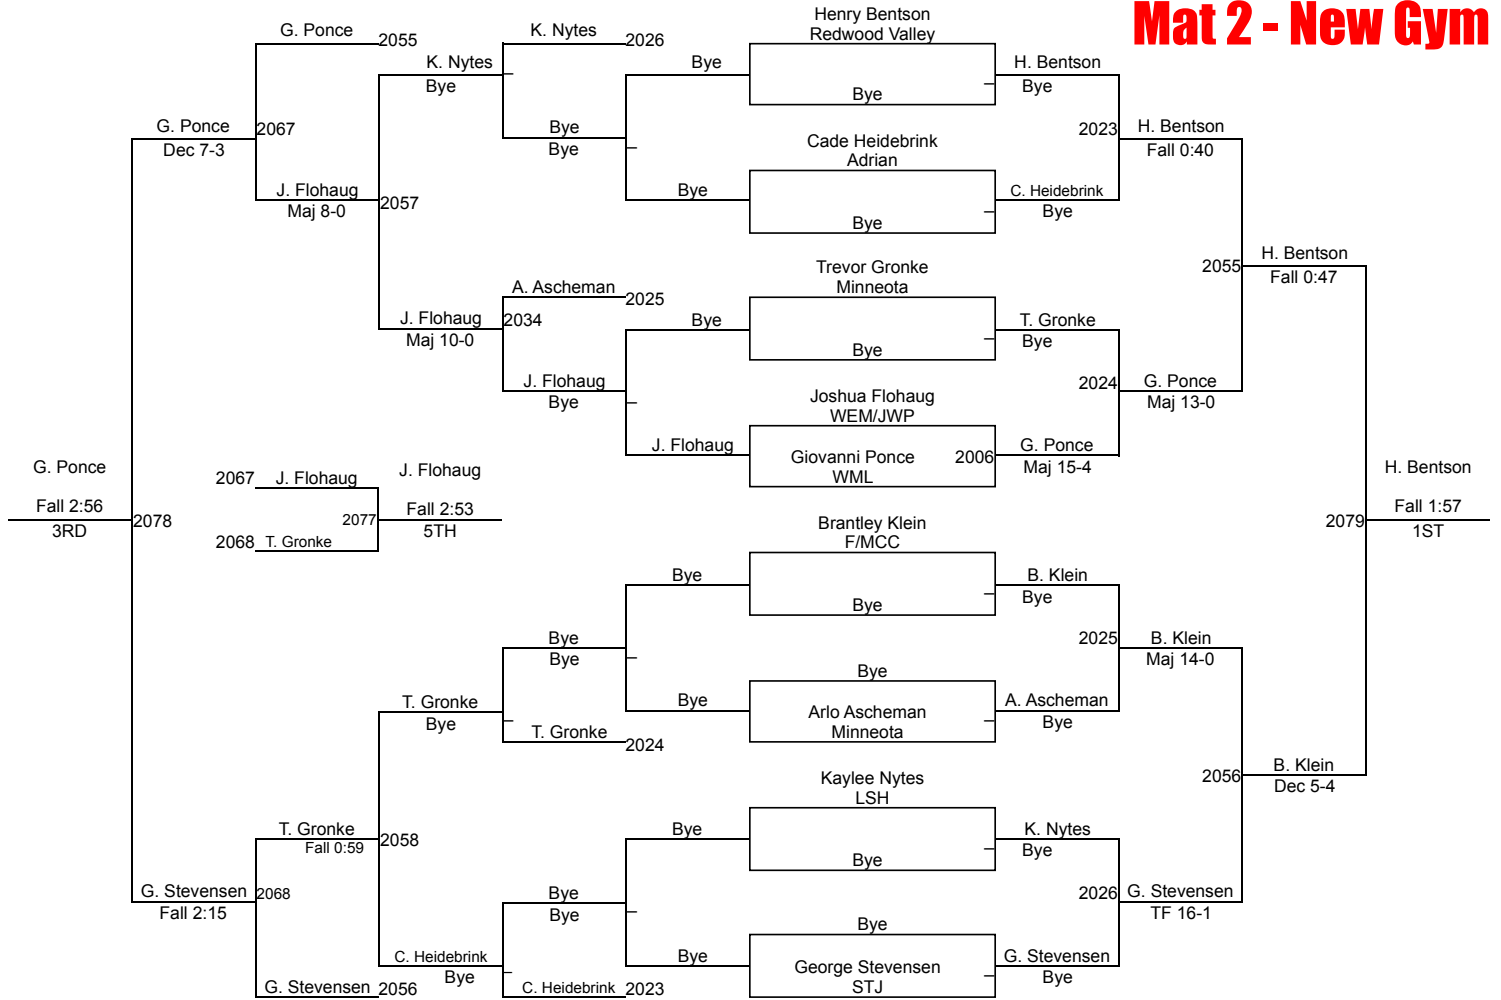 Mat 2 - New Gym
Henry Bentson
Redwood Valley
G. Ponce
2055
K. Nytes
2026
K. Nytes
Bye
Bye
Bye
H. Bentson
Bye
G. Ponce
Dec 7-3
2067
Bye
Bye
2023
H. Bentson
Fall 0:40
Cade Heidebrink
Adrian
J. Flohaug
Maj 8-0
2057
Bye
Bye
C. Heidebrink
Bye
H. Bentson
Fall 0:47
2055
Trevor Gronke
Minneota
A. Ascheman
2025
J. Flohaug
Maj 10-0
2034
Bye
Bye
T. Gronke
Bye
J. Flohaug
Bye
2024
G. Ponce
Maj 13-0
Joshua Flohaug
WEM/JWP
J. Flohaug
Giovanni Ponce
WML
2006
G. Ponce
Maj 15-4
G. Ponce
Fall 2:56
3RD
2078
2067
J. Flohaug
2077
2068
T. Gronke
J. Flohaug
Fall 2:53
5TH
H. Bentson
Fall 1:57
1ST
2079
Brantley Klein
F/MCC
Bye
Bye
B. Klein
Bye
Bye
Bye
2025
B. Klein
Maj 14-0
Bye
T. Gronke
Bye
Bye
Arlo Ascheman
Minneota
A. Ascheman
Bye
T. Gronke
2024
2056
B. Klein
Dec 5-4
Kaylee Nytes
LSH
T. Gronke
Fall 0:59
2058
Bye
Bye
K. Nytes
Bye
G. Stevensen
Fall 2:15
2068
Bye
Bye
2026
G. Stevensen
TF 16-1
Bye
C. Heidebrink
Bye
Bye
George Stevensen
STJ
G. Stevensen
Bye
G. Stevensen
2056
C. Heidebrink
2023